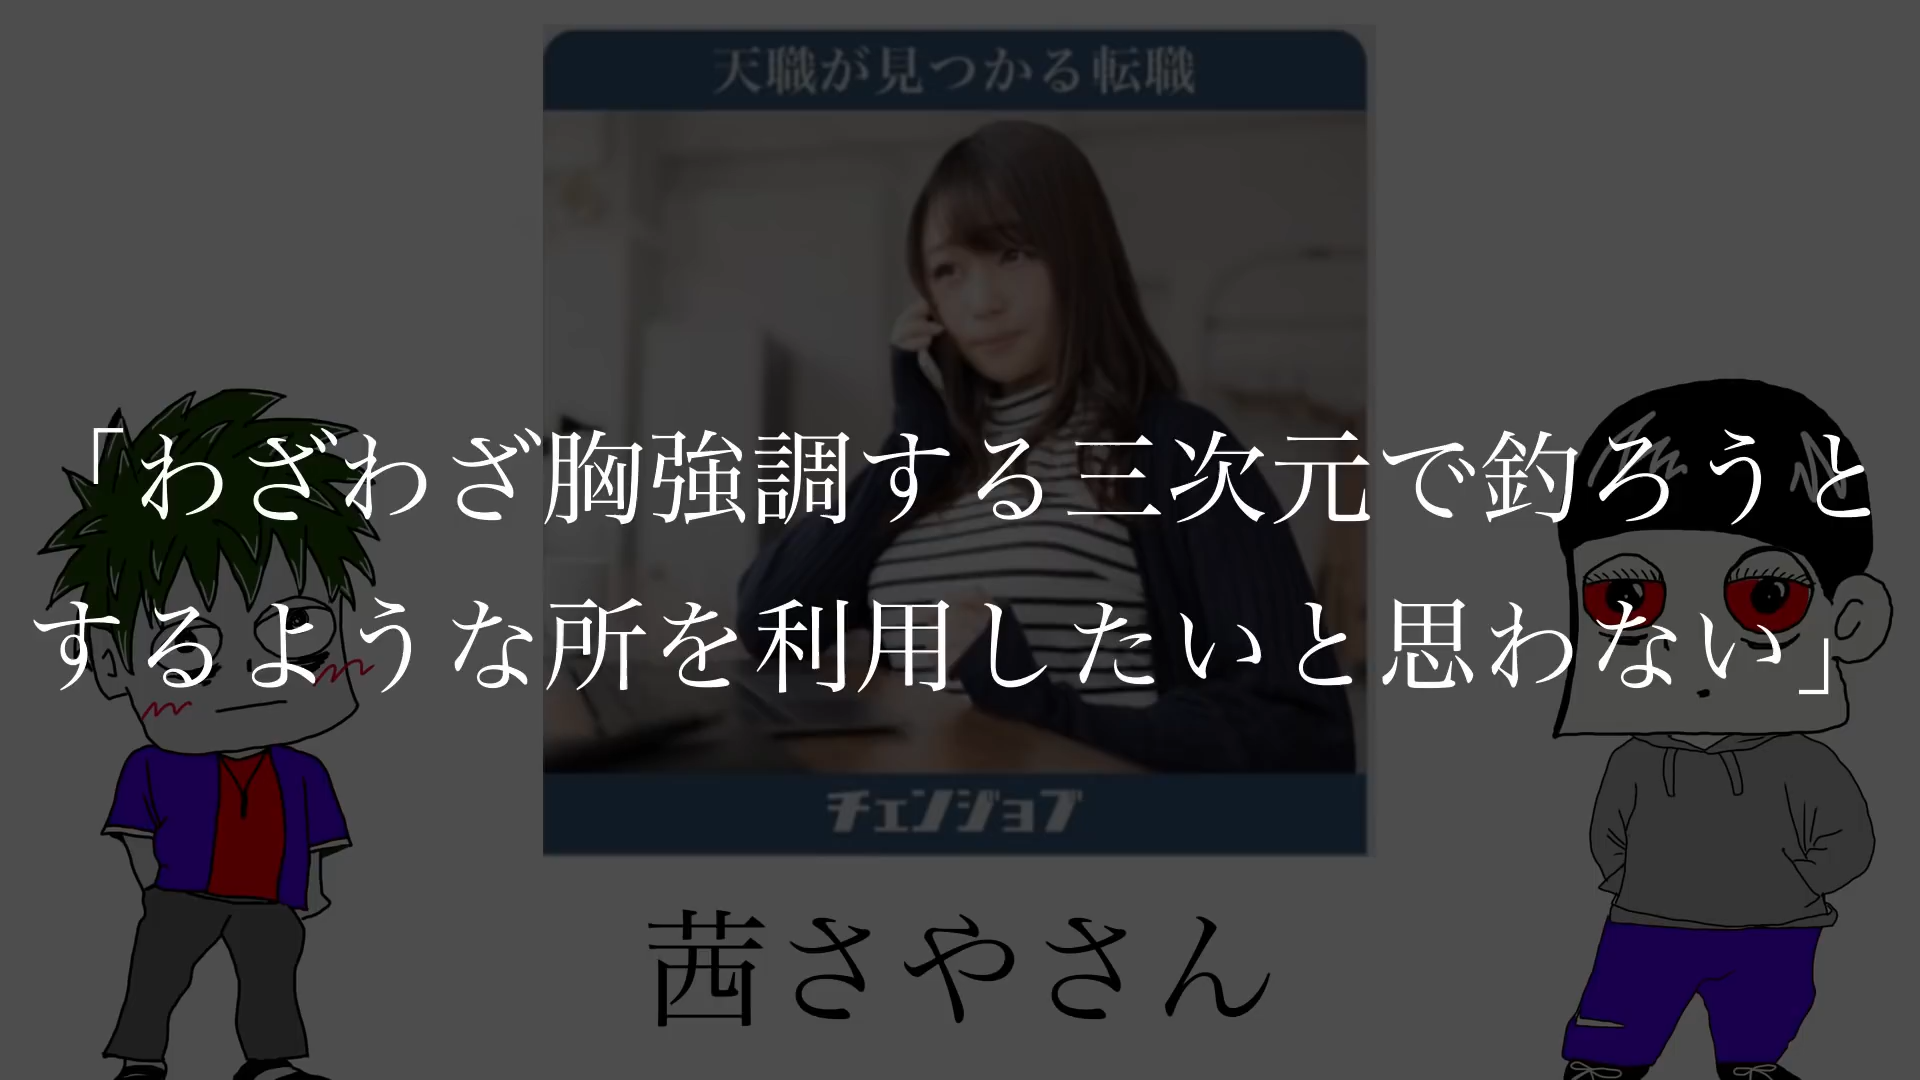 天職が見つかる転職
「わざわざ胸強調する三次元で釣ろうと
するような所を利用したいと思わない」
チェンジョブ
茜さやさん